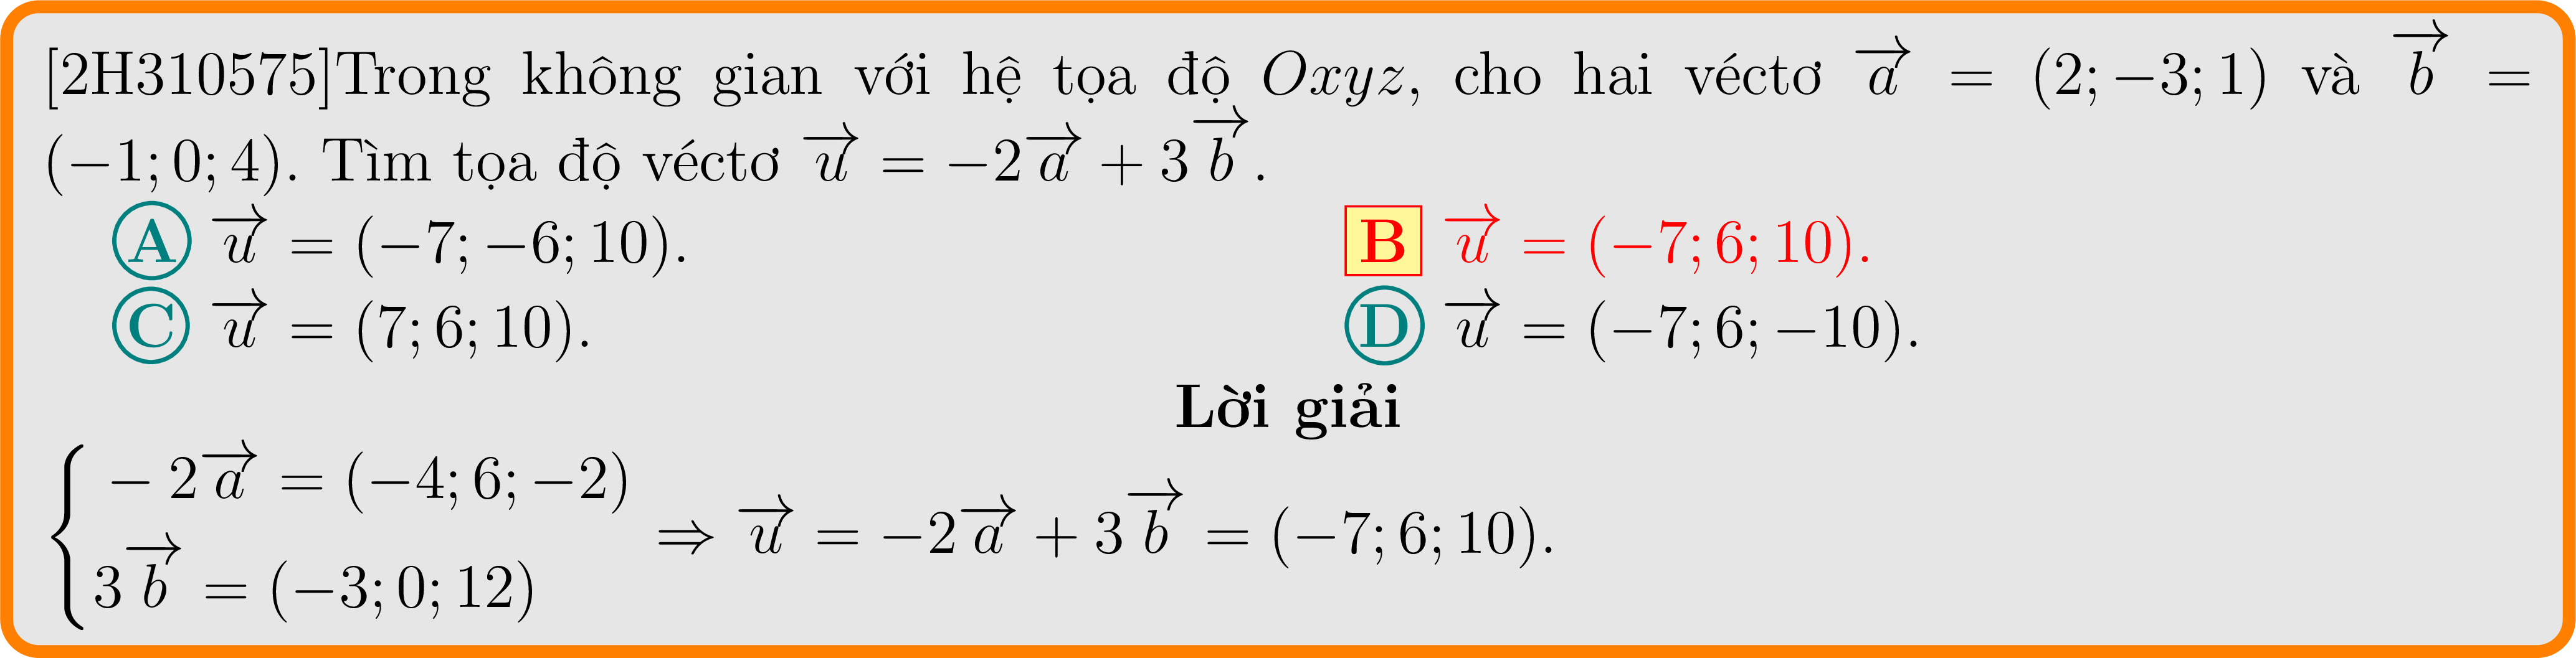 [2H310575]Trong không gian với hệ tọa độ Oxyz, cho hai véctơ $\overrightarrow{a}$ = (2; −3; 1) và $\overrightarrow{b}$ =
(−1; 0; 4). Tìm tọa độ véctơ $\overrightarrow{u}$ = −2$\overrightarrow{a}$ + 3$\overrightarrow{b}$.
A $\overrightarrow{u}$ = (−7; −6; 10). B $\overrightarrow{u}$ = (−7; 6; 10).
C $\overrightarrow{u}$ = (7; 6; 10). D $\overrightarrow{u}$ = (−7; 6; −10).
Lời giải
$\begin{cases} -2\overrightarrow{a} = (-4; 6; -2) \\ 3\overrightarrow{b} = (-3; 0; 12) \end{cases}$ ⇒ $\overrightarrow{u}$ = −2$\overrightarrow{a}$ + 3$\overrightarrow{b}$ = (−7; 6; 10).